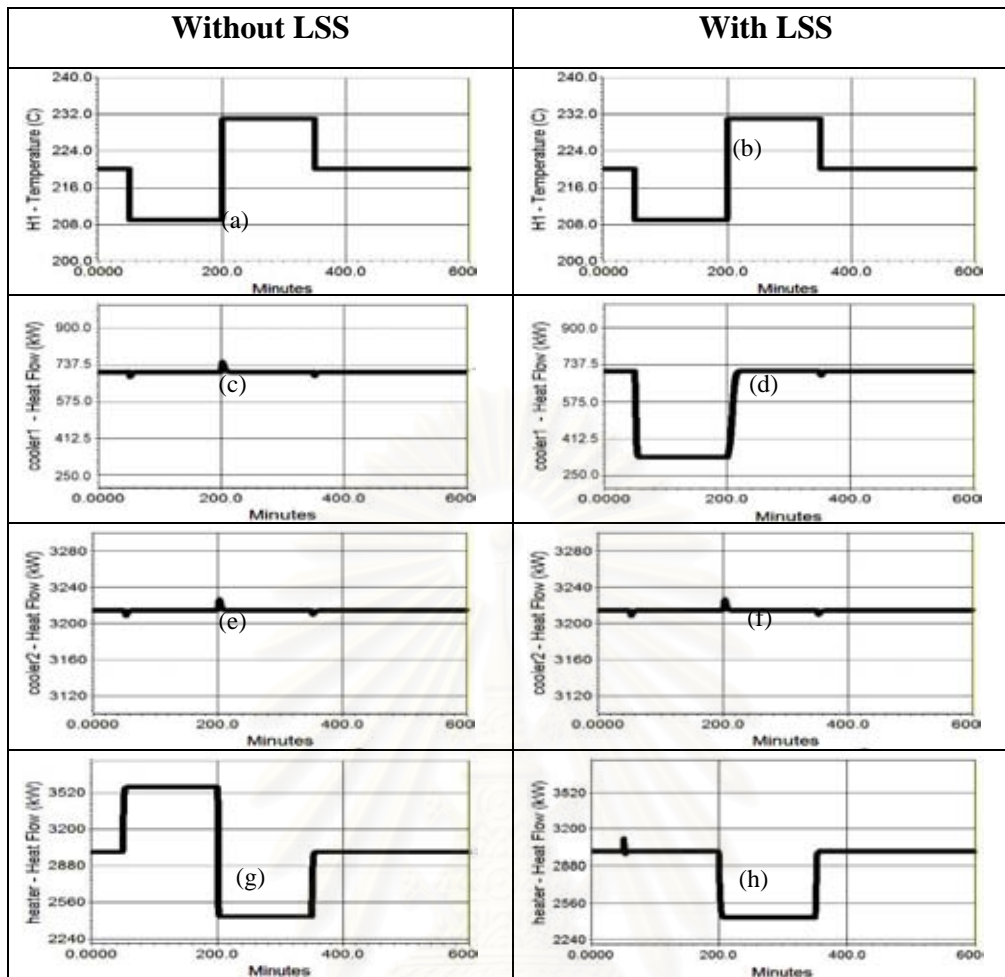 Without LSS
With LSS
H1 - Temperature (C)
240.0
232.0
224.0
216.0
208.0
200.0
(a)
0.0000 200.0 400.0 600
Minutes
H1 - Temperature (C)
240.0
232.0
224.0
216.0
208.0
200.0
(b)
0.0000 200.0 400.0 600
Minutes
cooler1 - Heat Flow (kW)
900.0
737.5
575.0
412.5
250.0
(c)
0.0000 200.0 400.0 600
Minutes
cooler1 - Heat Flow (kW)
900.0
737.5
575.0
412.5
250.0
(d)
0.0000 200.0 400.0 600
Minutes
cooler2 - Heat Flow (kW)
3280
3240
3200
3160
3120
(e)
0.0000 200.0 400.0 600
Minutes
cooler2 - Heat Flow (kW)
3280
3240
3200
3160
3120
(f)
0.0000 200.0 400.0 600
Minutes
heater - Heat Flow (kW)
3520
3200
2880
2560
2240
(g)
0.0000 200.0 400.0 600
Minutes
heater - Heat Flow (kW)
3520
3200
2880
2560
2240
(h)
0.0000 200.0 400.0 600
Minutes